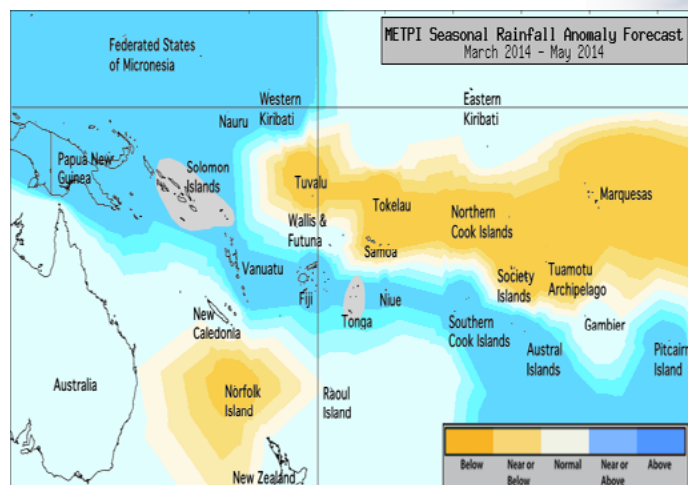 METPI Seasonal Rainfall Anomaly Forecast
March 2014 - May 2014
Federated States
of Micronesia
Western
Kiribati
Eastern
Kiribati
Nauru
Papua New
Guinea
Solomon
Islands
Tuvalu
Tokelau
Marquesas
Wallis &
Futuna
Northern
Cook Islands
Samoa
Vanuatu
Fiji
Tonga
Niue
Society
Islands
Tuamotu
Archipelago
New
Caledonia
Southern
Cook Islands
Austral
Islands
Gambier
Pitcairn
Island
Australia
Norfolk
Island
Raoul
Island
New Zealand
Below
Near or
Below
Normal
Near or
Above
Above